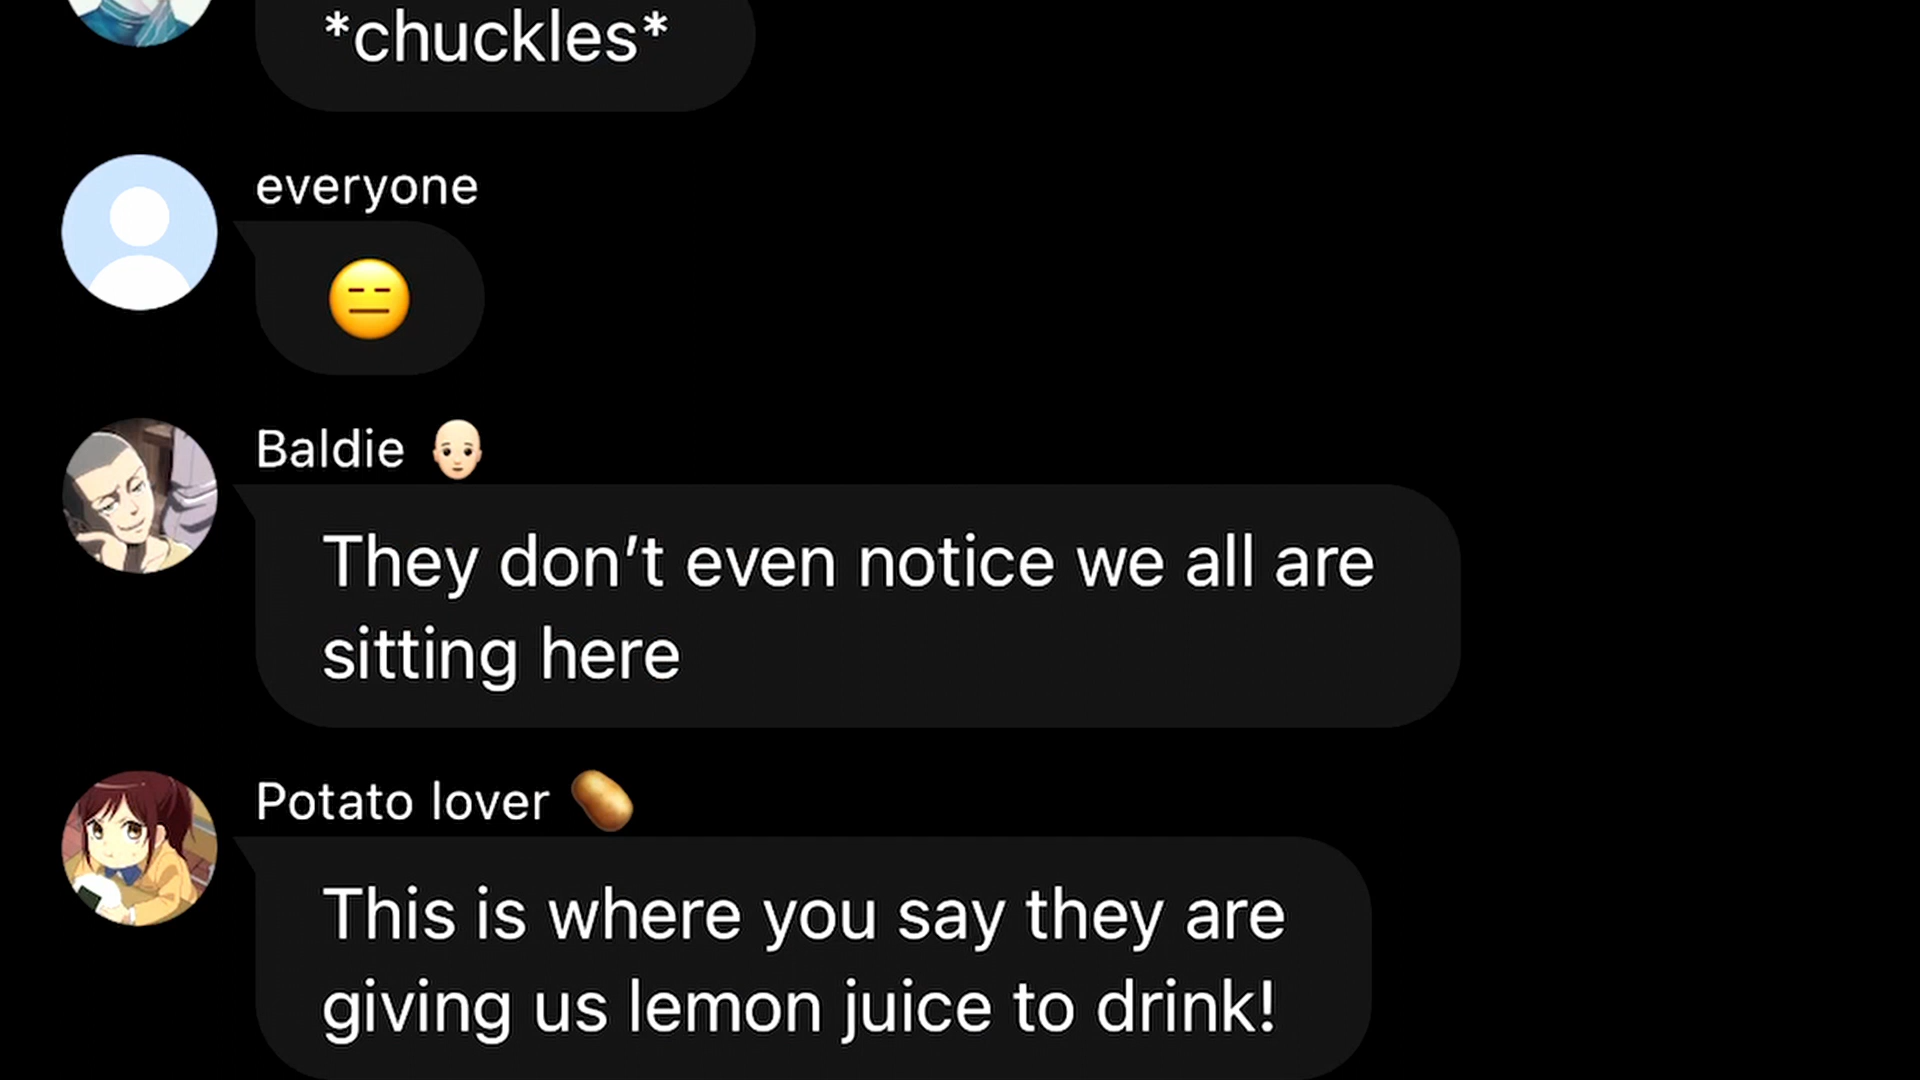 *chuckles*
everyone
😑
Baldie 👨🏻‍🦲
They don’t even notice we all are
sitting here
Potato lover 🥔
This is where you say they are
giving us lemon juice to drink!